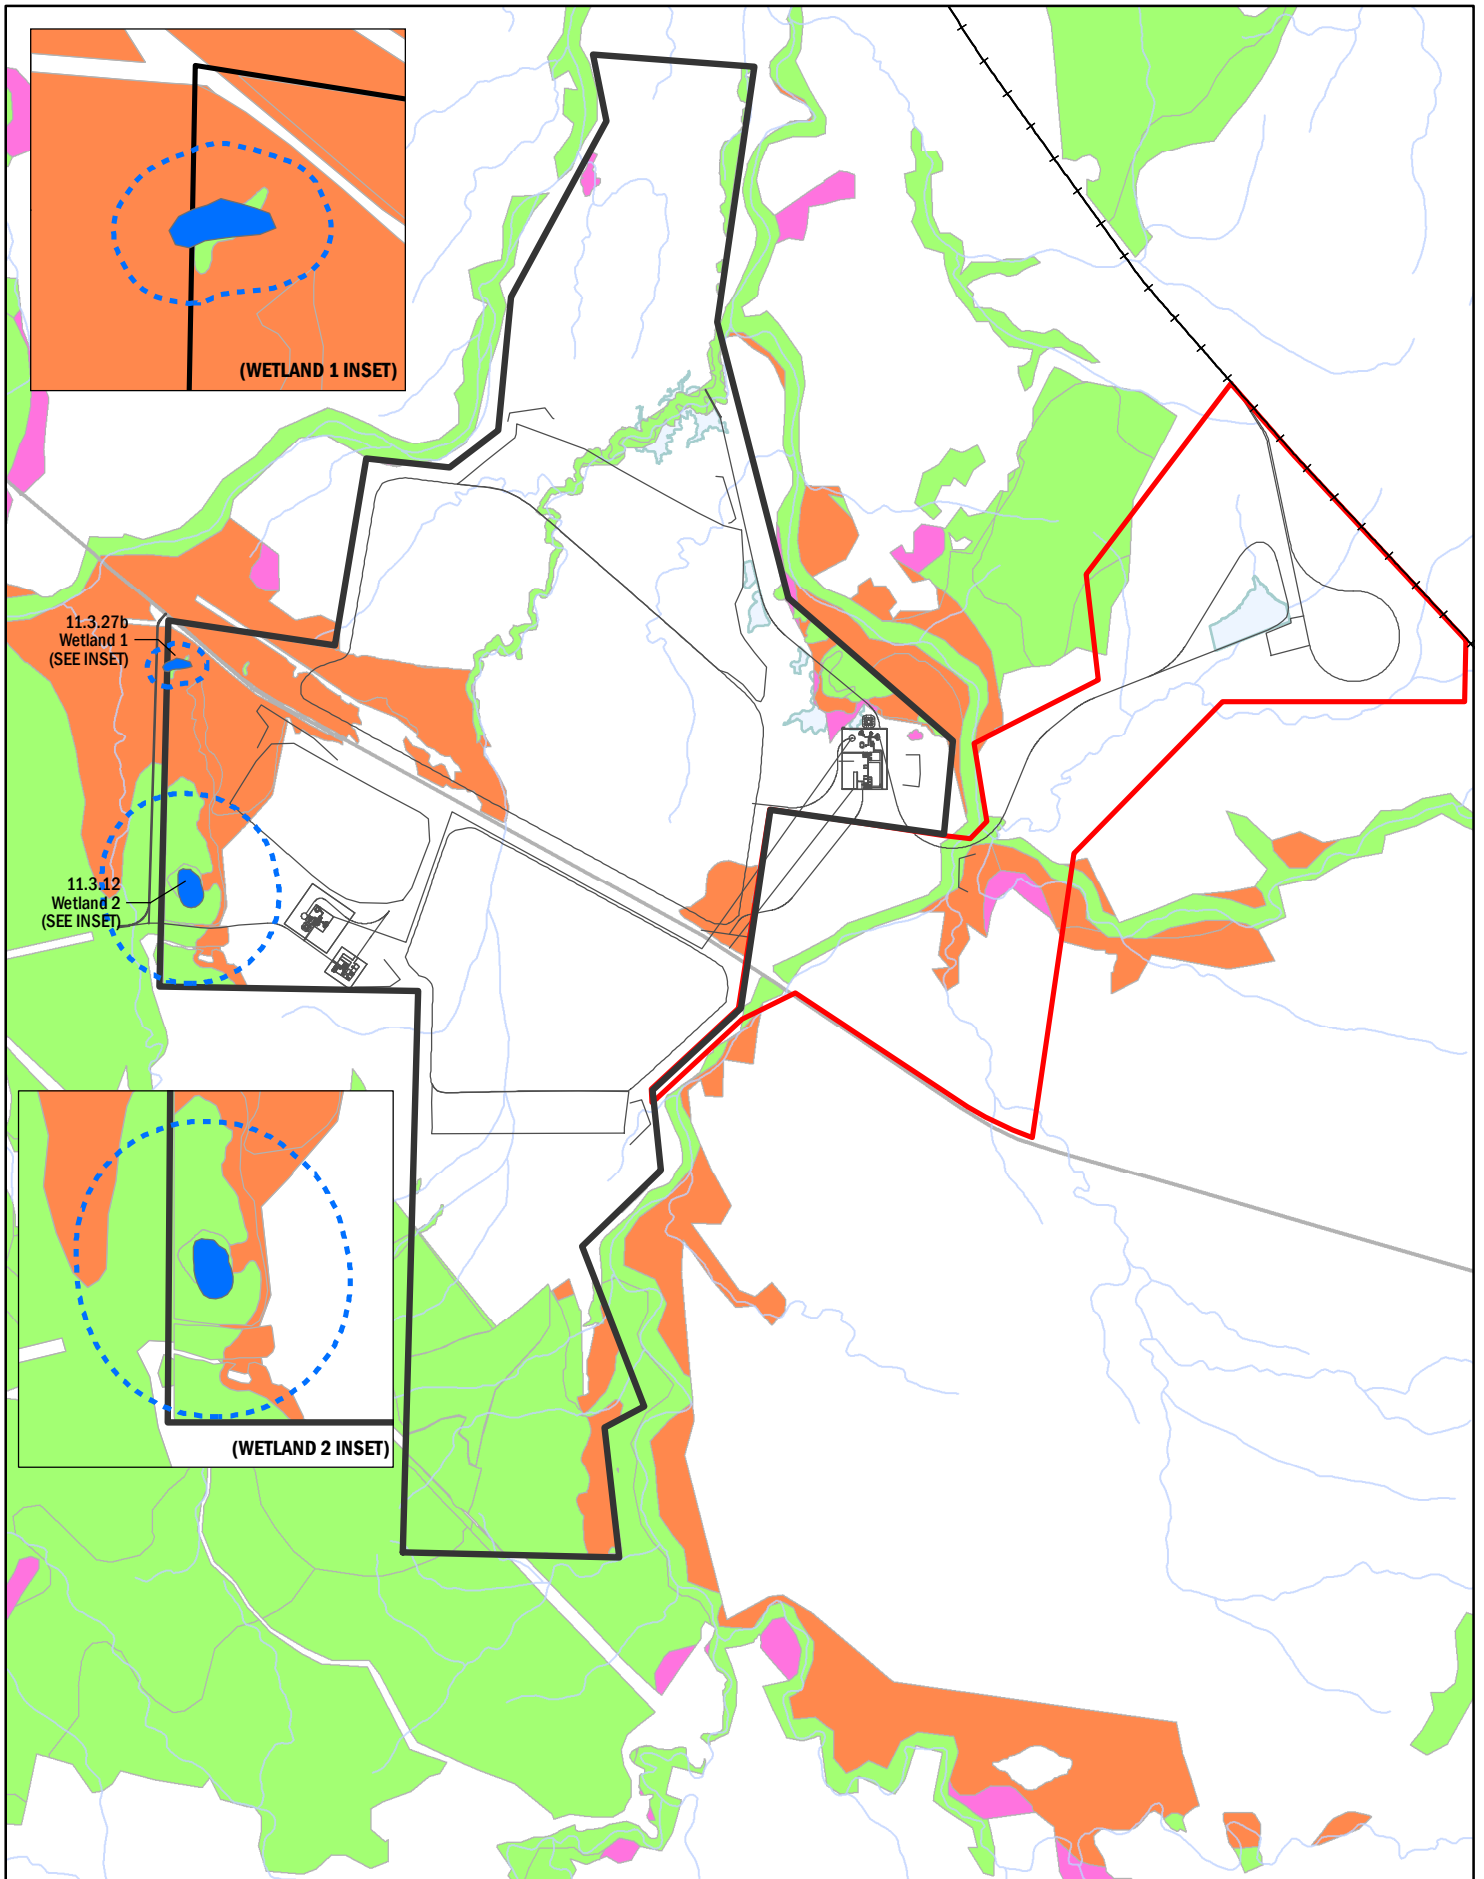 (WETLAND 1 INSET)
11.3.27b
Wetland 1
(SEE INSET)
11.3.12
Wetland 2
(SEE INSET)
(WETLAND 2 INSET)